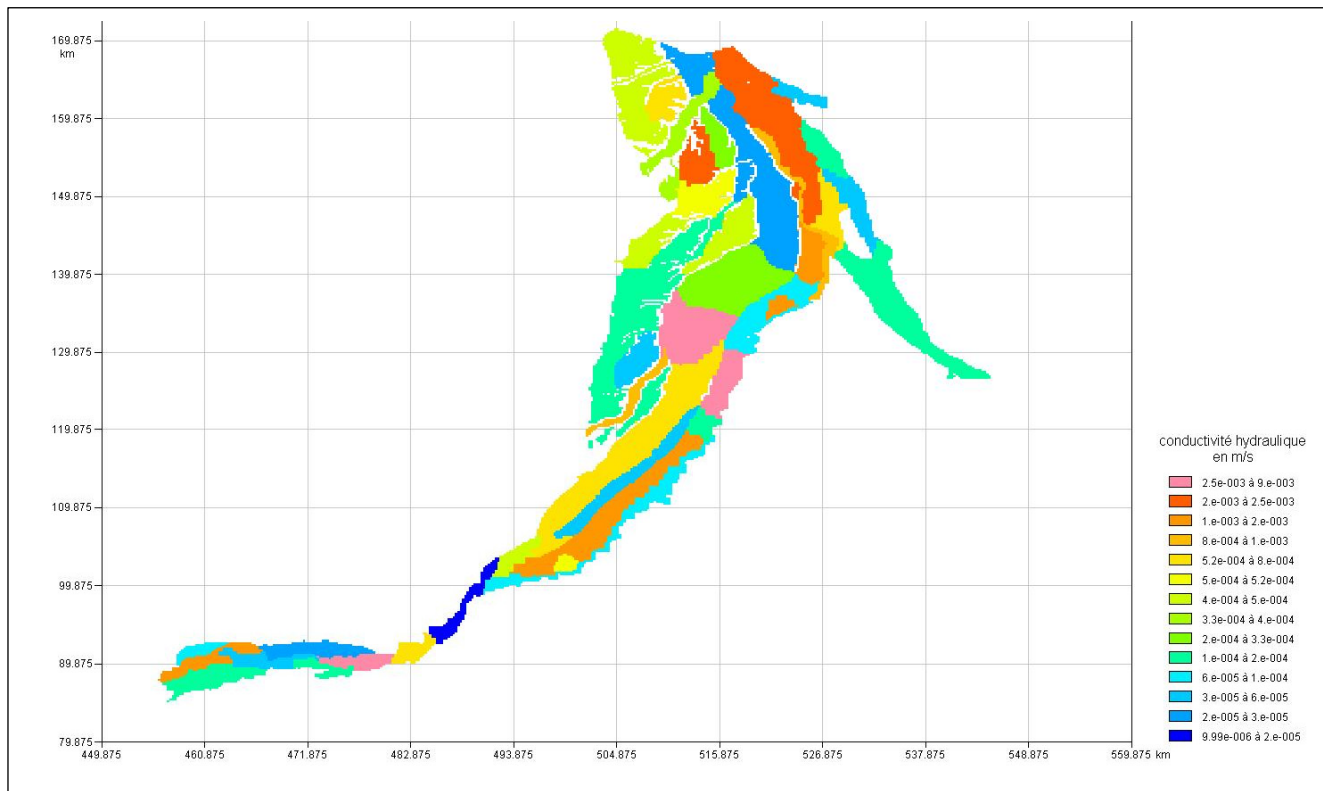 169.875
km
159.875
149.875
139.875
129.875
119.875
109.875
99.875
89.875
79.875
449.875 460.875 471.875 482.875 493.875 504.875 515.875 526.875 537.875 548.875 559.875 km
conductivité hydraulique
en m/s
2.5e-003 à 9.e-003
2.e-003 à 2.5e-003
1.e-003 à 2.e-003
8.e-004 à 1.e-003
5.2e-004 à 8.e-004
5.e-004 à 5.2e-004
4.e-004 à 5.e-004
3.3e-004 à 4.e-004
2.e-004 à 3.3e-004
1.e-004 à 2.e-004
6.e-005 à 1.e-004
3.e-005 à 6.e-005
2.e-005 à 3.e-005
9.99e-006 à 2.e-005